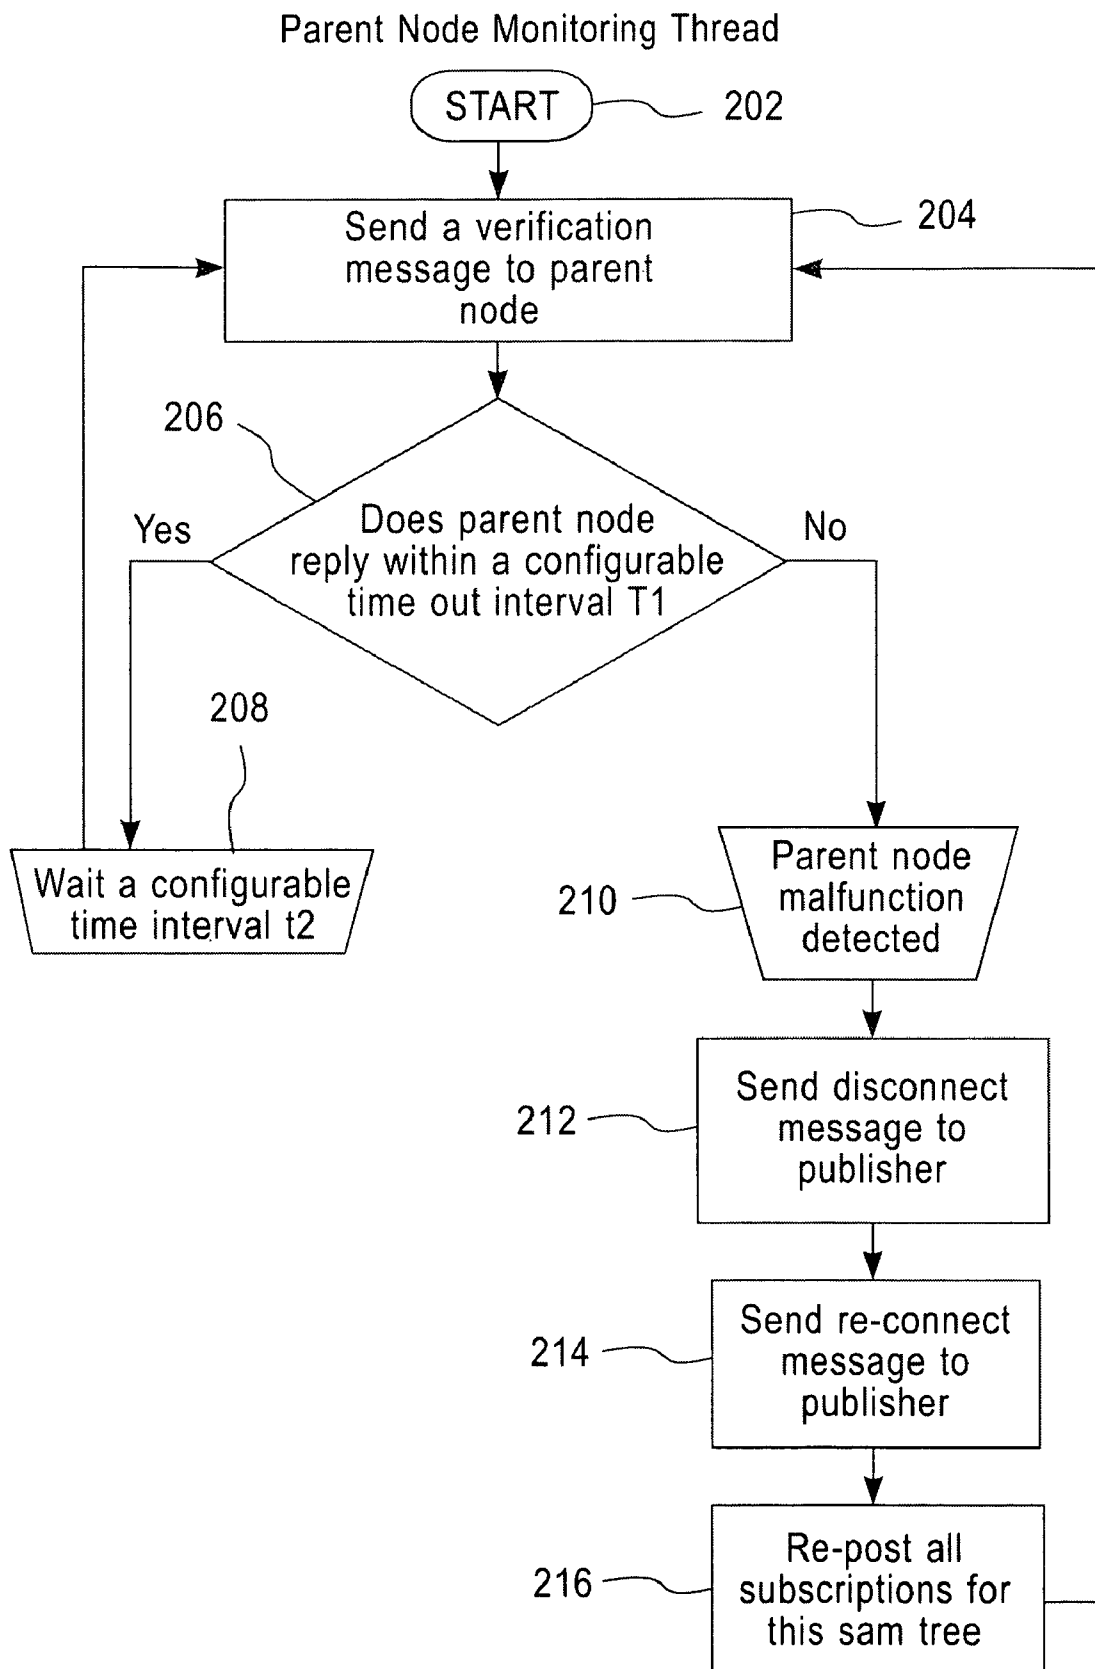 Parent Node Monitoring Thread
START
202
Send a verification
message to parent
node
204
206
Yes
Does parent node
reply within a configurable
time out interval T1
No
208
Wait a configurable
time interval t2
210
Parent node
malfunction
detected
212
Send disconnect
message to
publisher
214
Send re-connect
message to
publisher
216
Re-post all
subscriptions for
this sam tree